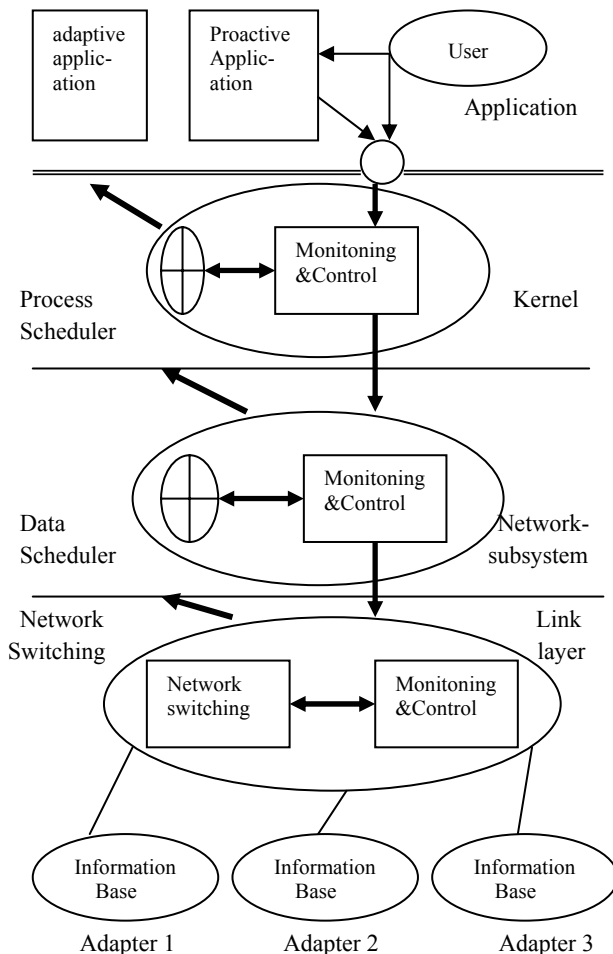 adaptive
applic-
ation
Proactive
Applic-
ation
User
Application
Monitoning
&Control
Process
Scheduler
Kernel
Monitoning
&Control
Data
Scheduler
Network-
subsystem
Network
Switching
Link
layer
Network
switching
Monitoning
&Control
Information
Base
Information
Base
Information
Base
Adapter 1
Adapter 2
Adapter 3